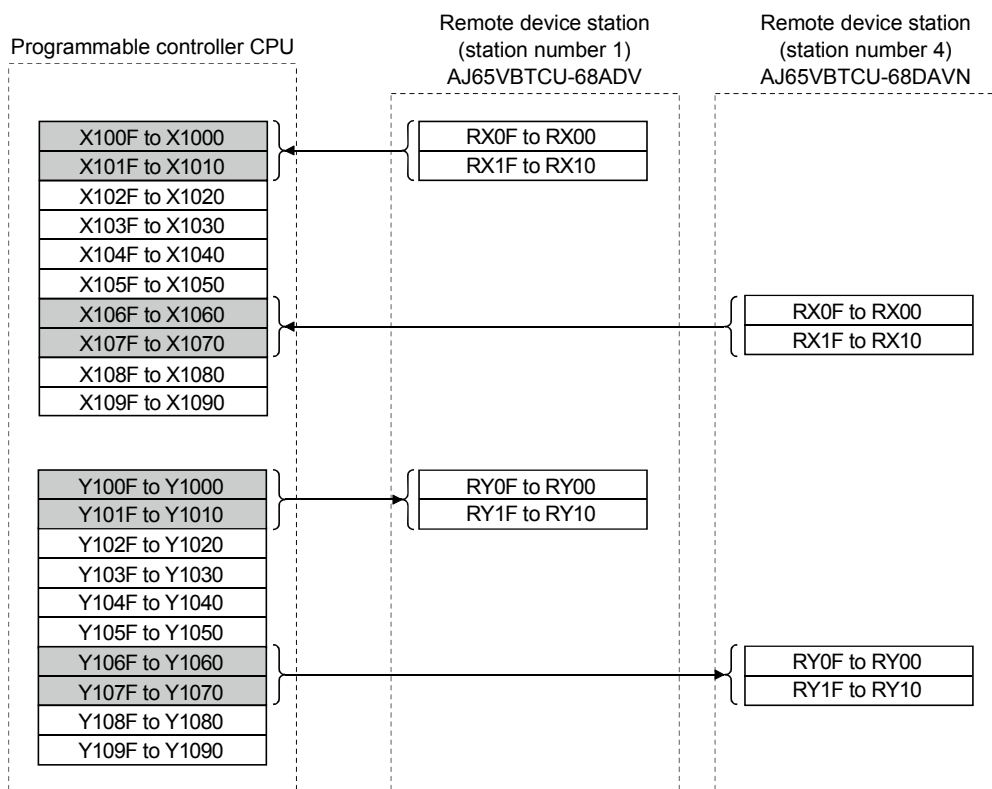 Programmable controller CPU
Remote device station
(station number 1)
AJ65VBTCU-68ADV
Remote device station
(station number 4)
AJ65VBTCU-68DAVN
X100F to X1000
X101F to X1010
X102F to X1020
X103F to X1030
X104F to X1040
X105F to X1050
X106F to X1060
X107F to X1070
X108F to X1080
X109F to X1090
RX0F to RX00
RX1F to RX10
RX0F to RX00
RX1F to RX10
Y100F to Y1000
Y101F to Y1010
Y102F to Y1020
Y103F to Y1030
Y104F to Y1040
Y105F to Y1050
Y106F to Y1060
Y107F to Y1070
Y108F to Y1080
Y109F to Y1090
RY0F to RY00
RY1F to RY10
RY0F to RY00
RY1F to RY10